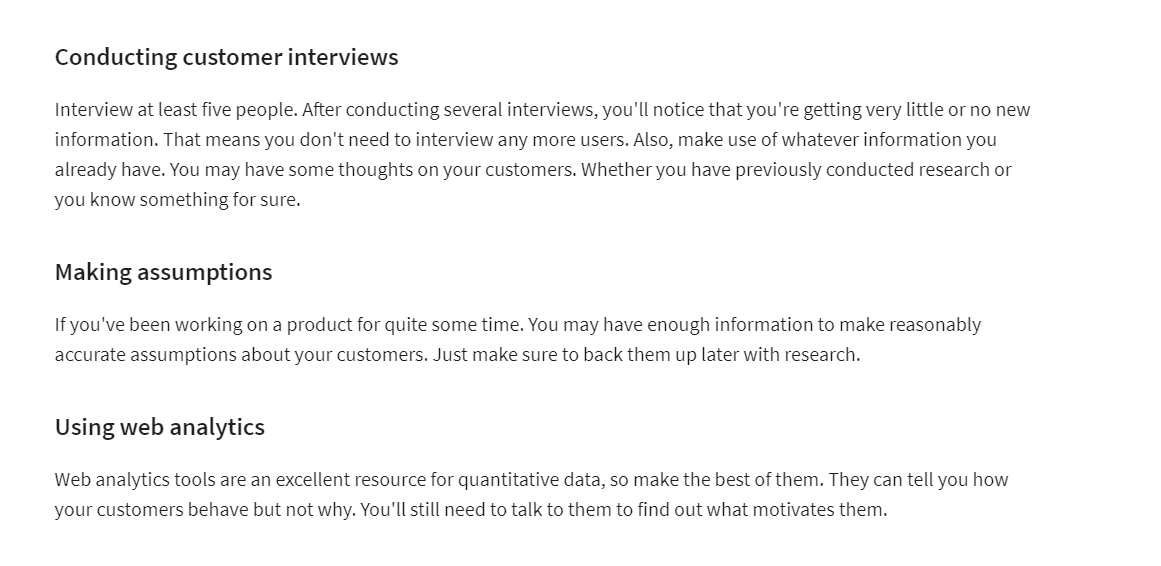 Conducting customer interviews
Interview at least five people. After conducting several interviews, you'll notice that you're getting very little or no new
information. That means you don't need to interview any more users. Also, make use of whatever information you
already have. You may have some thoughts on your customers. Whether you have previously conducted research or
you know something for sure.
Making assumptions
If you've been working on a product for quite some time. You may have enough information to make reasonably
accurate assumptions about your customers. Just make sure to back them up later with research.
Using web analytics
Web analytics tools are an excellent resource for quantitative data, so make the best of them. They can tell you how
your customers behave but not why. You'll still need to talk to them to find out what motivates them.